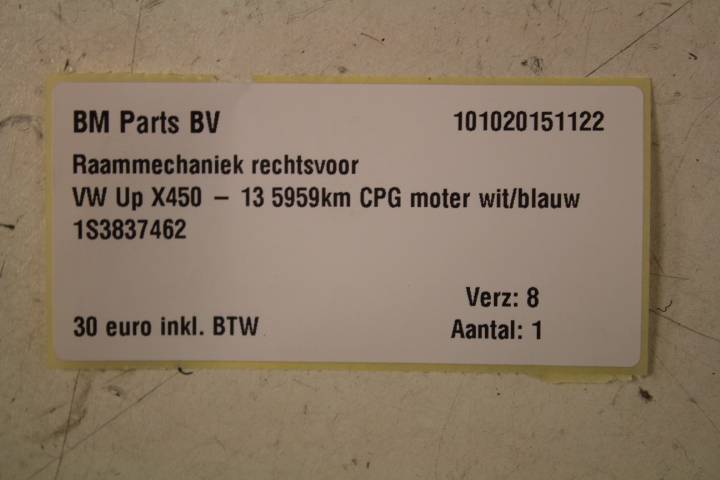 BM Parts BV 101020151122
Raammechaniek rechtsvoor
VW Up X450 – 13 5959km CPG moter wit/blauw
1S3837462
Verz: 8
30 euro inkl. BTW Aantal: 1